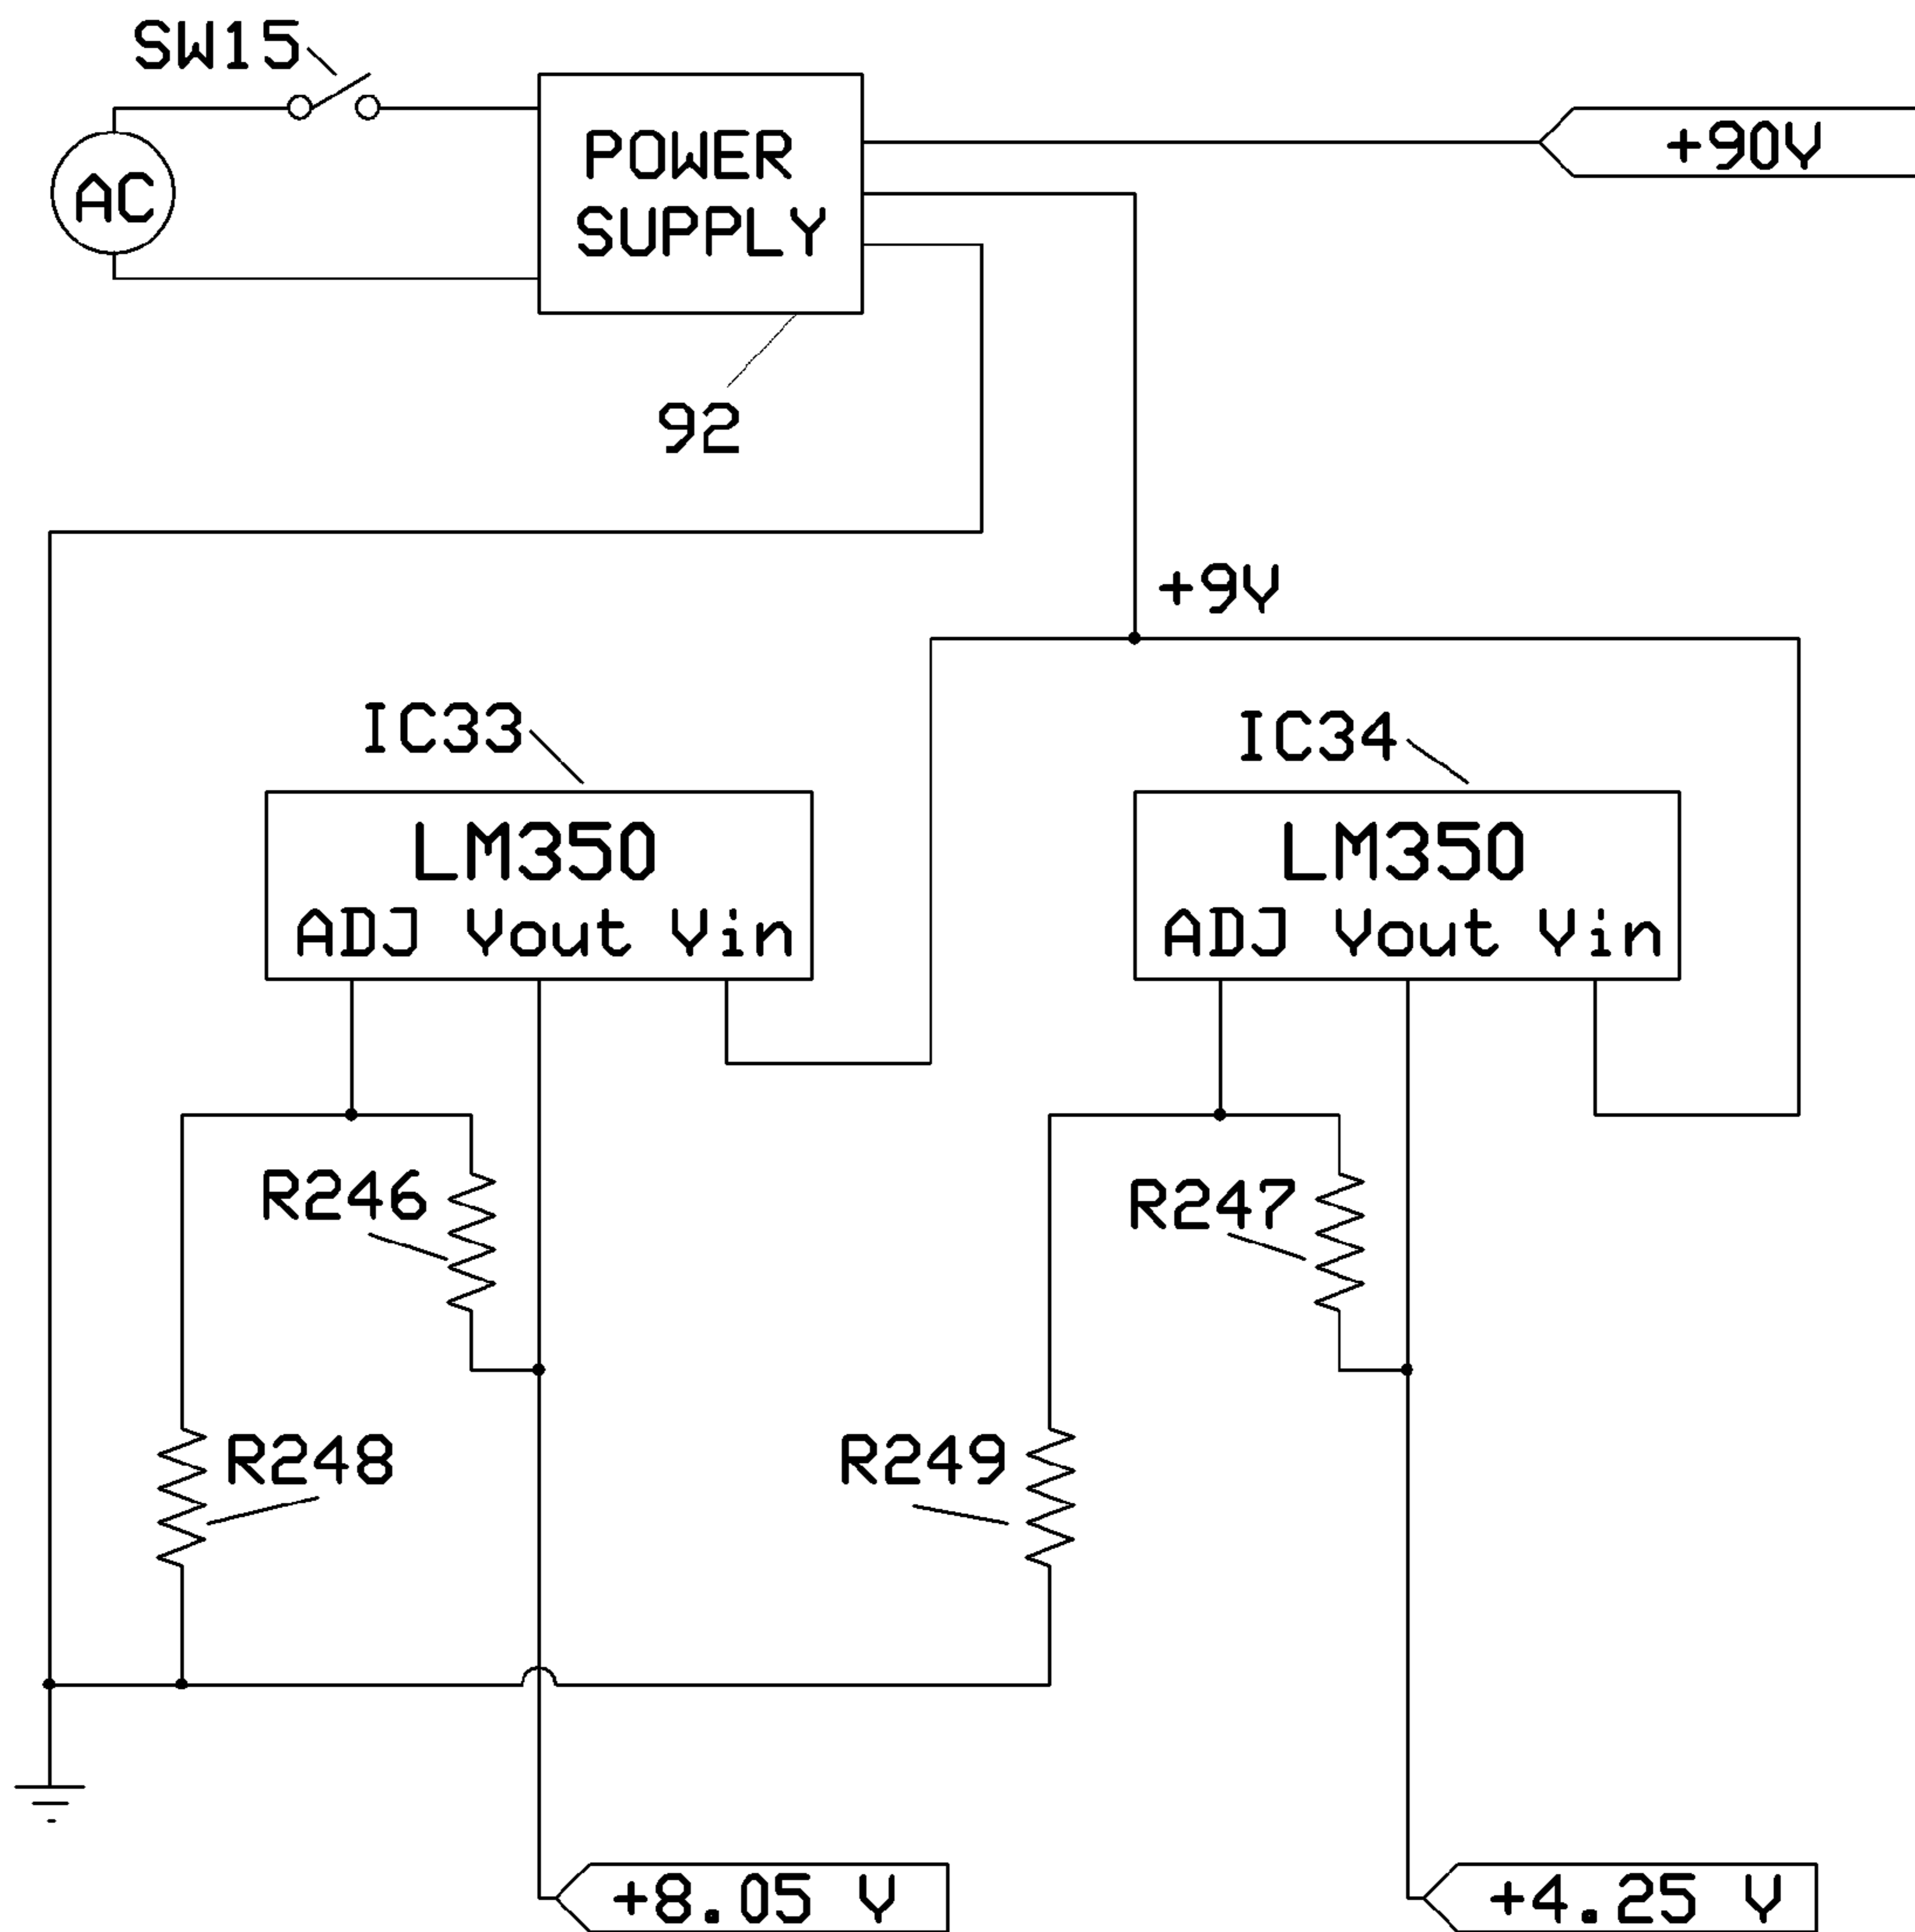 SW15
AC
POWER
SUPPLY
+90V
92
+9V
IC33
IC34
LM350
ADJ Vout Vin
LM350
ADJ Vout Vin
R246
R247
R248
R249
+8.05 V
+4.25 V